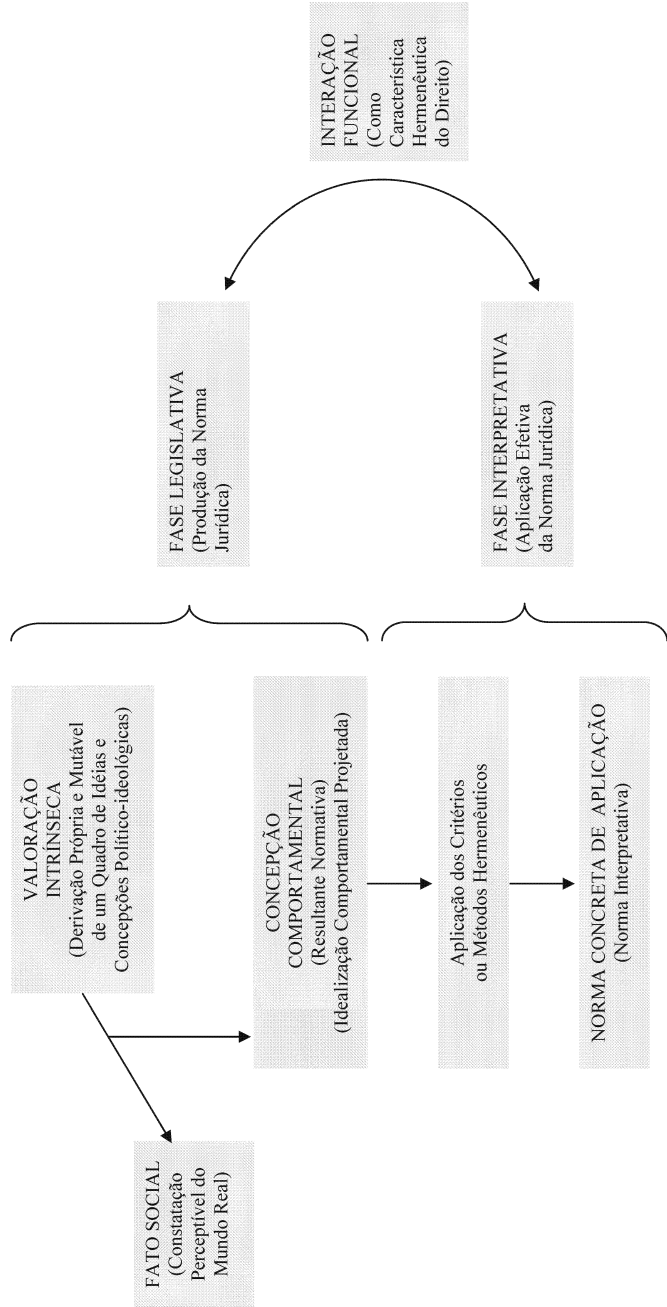 FATO SOCIAL
(Constatação
Perceptível do
Mundo Real)
VALORAÇÃO
INTRÍNSECA
(Derivação Própria e Mutável
de um Quadro de Idéias e
Concepções Político-ideológicas)
CONCEPÇÃO
COMPORTAMENTAL
(Resultante Normativa)
(Idealização Comportamental Projetada)
Aplicação dos Critérios
ou Métodos Hermenêuticos
NORMA CONCRETA DE APLICAÇÃO
(Norma Interpretativa)
FASE LEGISLATIVA
(Produção da Norma
Jurídica)
FASE INTERPRETATIVA
(Aplicação Efetiva
da Norma Jurídica)
INTERAÇÃO
FUNCIONAL
(Como
Característica
Hermenêutica
do Direito)